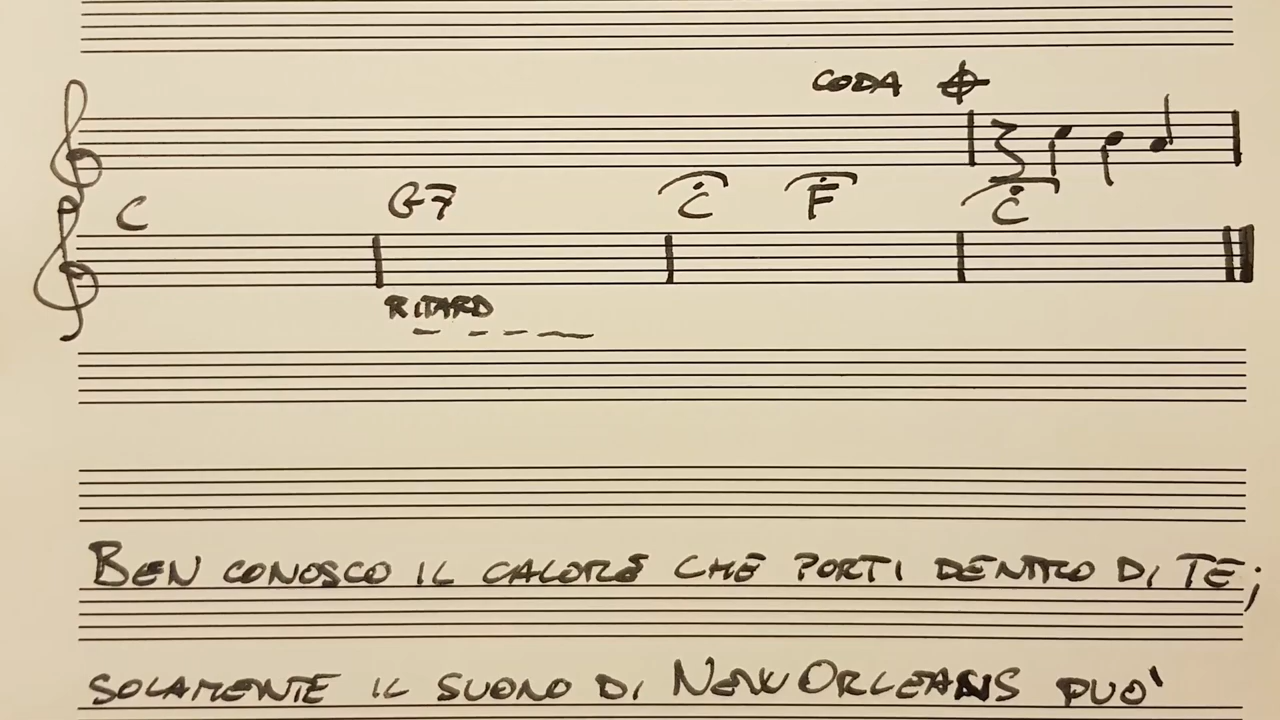 CODA
C G7 C F C
RITARD
BEN CONOSCO IL CALORE CHE PORTI DENTRO DI TE;
SOLAMENTE IL SUONO DI NEW ORLEANS PUO'